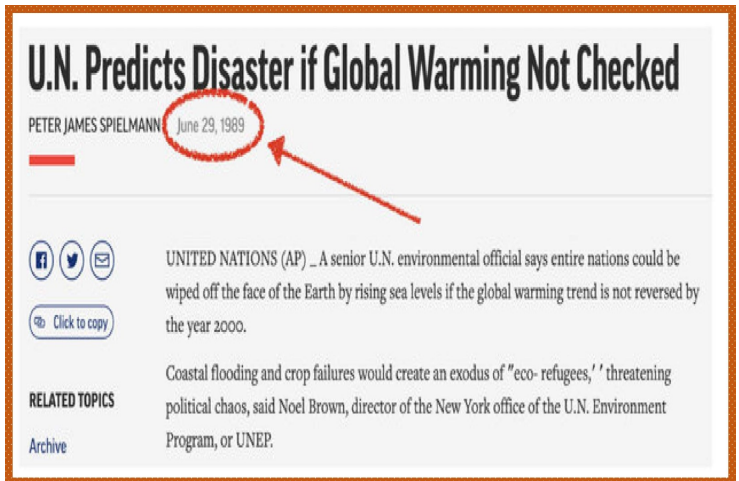 U.N. Predicts Disaster if Global Warming Not Checked
PETER JAMES SPIELMANN June 29, 1989
UNITED NATIONS (AP) _ A senior U.N. environmental official says entire nations could be
wiped off the face of the Earth by rising sea levels if the global warming trend is not reversed by
the year 2000.
Click to copy
Coastal flooding and crop failures would create an exodus of "eco- refugees,' ' threatening
political chaos, said Noel Brown, director of the New York office of the U.N. Environment
Program, or UNEP.
RELATED TOPICS
Archive